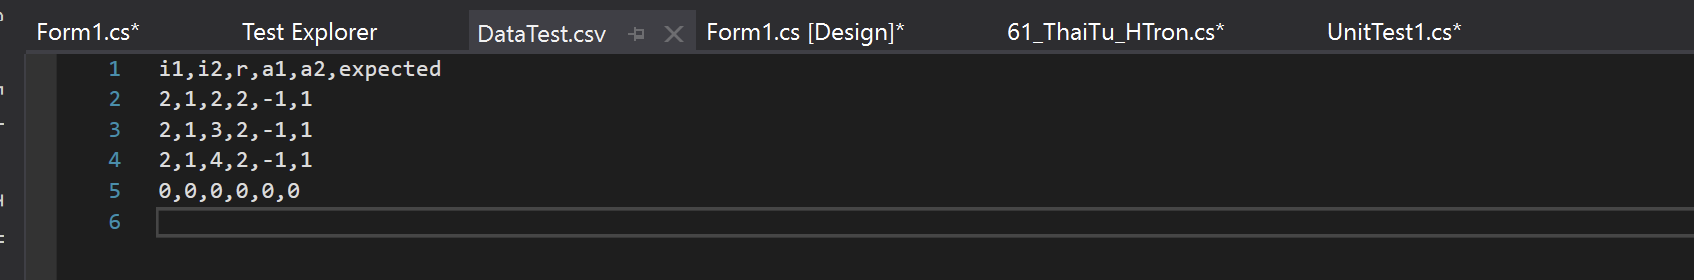 Form1.cs* Test Explorer DataTest.csv Form1.cs [Design]* 61_ThaiTu_HTron.cs* UnitTest1.cs*
1 i1,i2,r,a1,a2,expected
2 2,1,2,2,-1,1
3 2,1,3,2,-1,1
4 2,1,4,2,-1,1
5 0,0,0,0,0,0
6